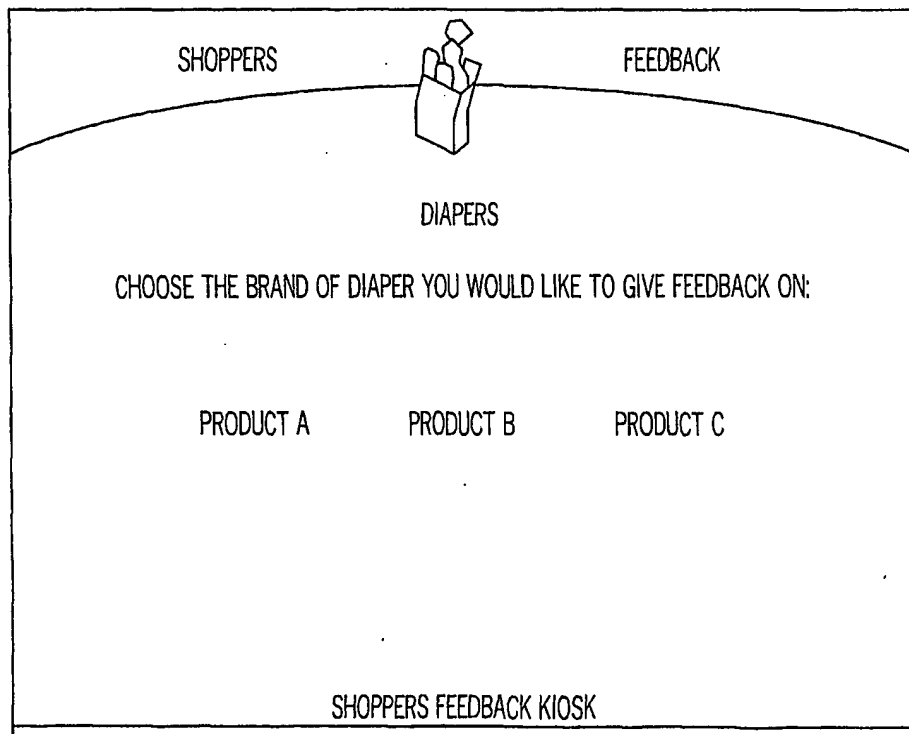 SHOPPERS FEEDBACK
DIAPERS
CHOOSE THE BRAND OF DIAPER YOU WOULD LIKE TO GIVE FEEDBACK ON:
PRODUCT A PRODUCT B PRODUCT C
SHOPPERS FEEDBACK KIOSK